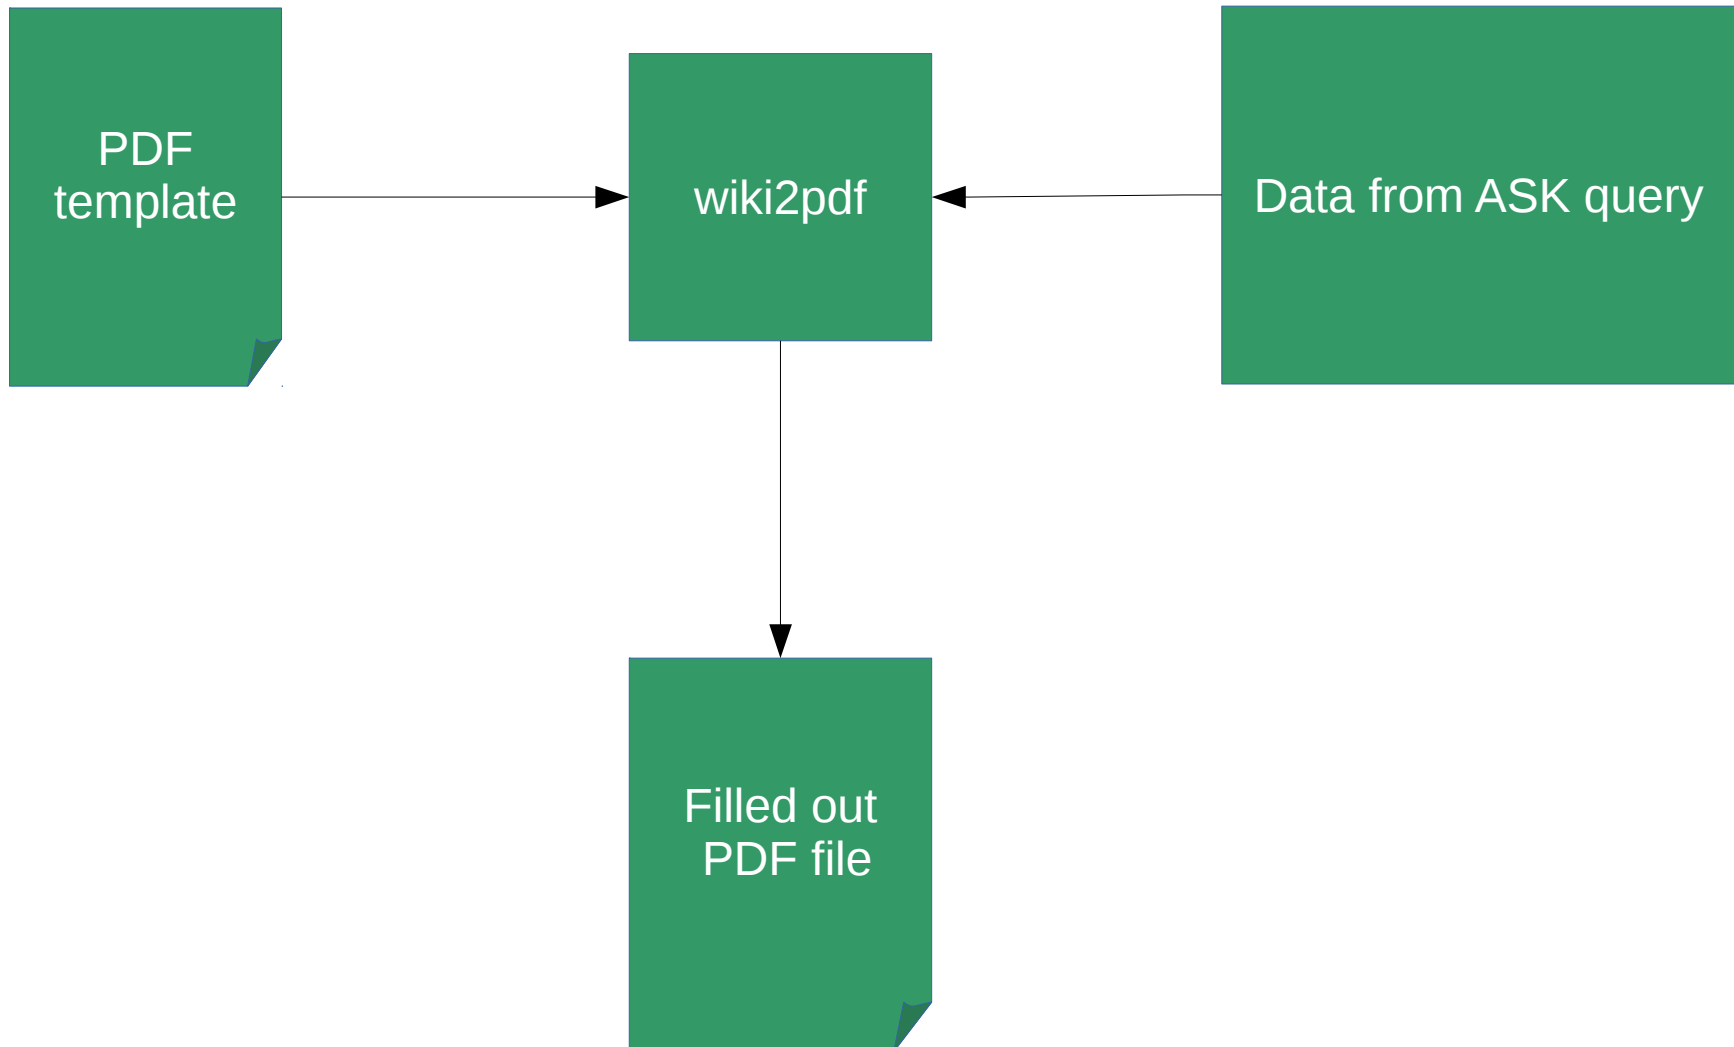 PDF
template
wiki2pdf
Data from ASK query
Filled out
PDF file